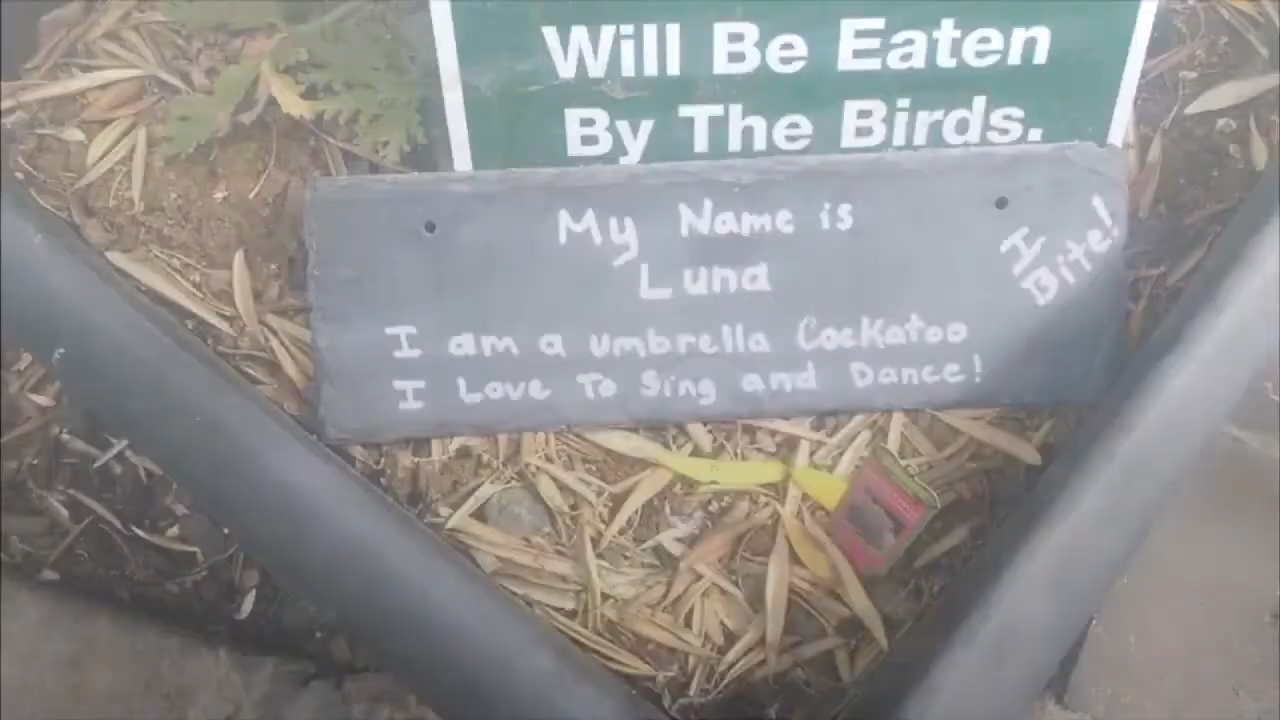 Will Be Eaten
By The Birds.
My Name is
Luna
I Bite!
I am a umbrella Cockatoo
I Love To Sing and Dance!